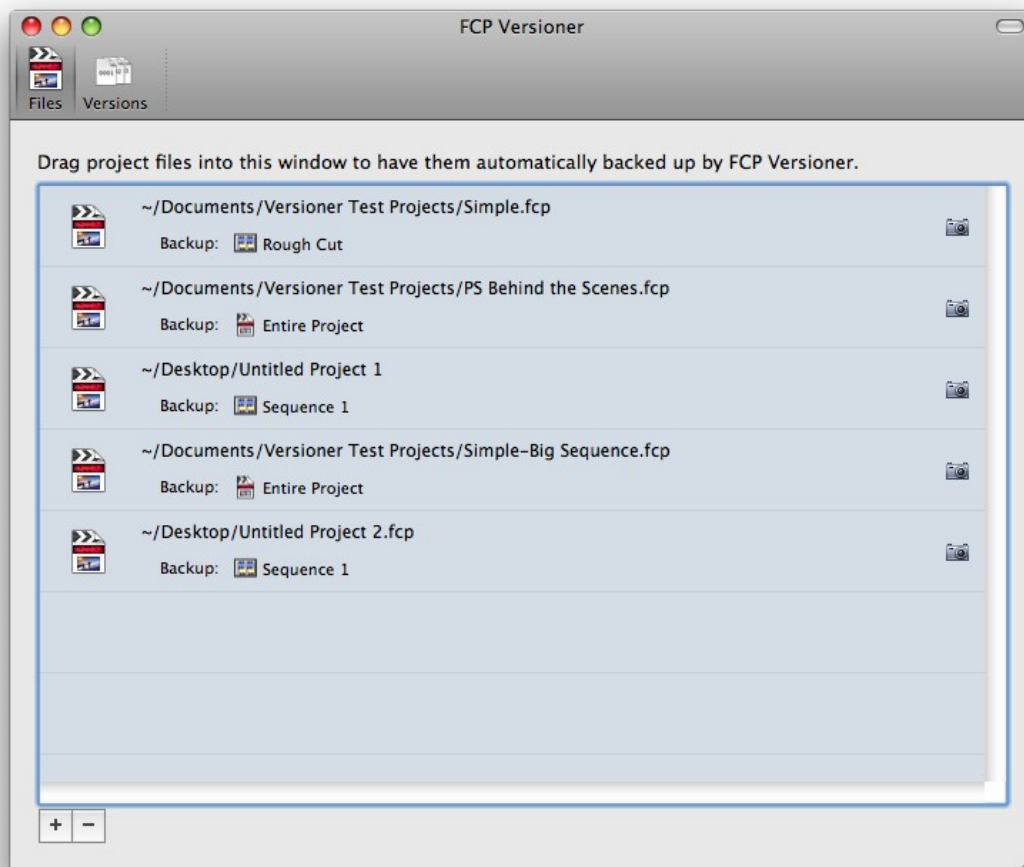 FCP Versioner
Files
Versions
Drag project files into this window to have them automatically backed up by FCP Versioner.
~/Documents/Versioner Test Projects/Simple.fcp
Backup: Rough Cut
~/Documents/Versioner Test Projects/PS Behind the Scenes.fcp
Backup: Entire Project
~/Desktop/Untitled Project 1
Backup: Sequence 1
~/Documents/Versioner Test Projects/Simple-Big Sequence.fcp
Backup: Entire Project
~/Desktop/Untitled Project 2.fcp
Backup: Sequence 1
+ −